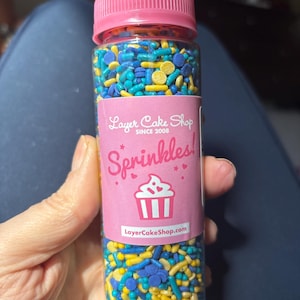 Layer Cake Shop
SINCE 2008
Sprinkles!
LayerCakeShop.com